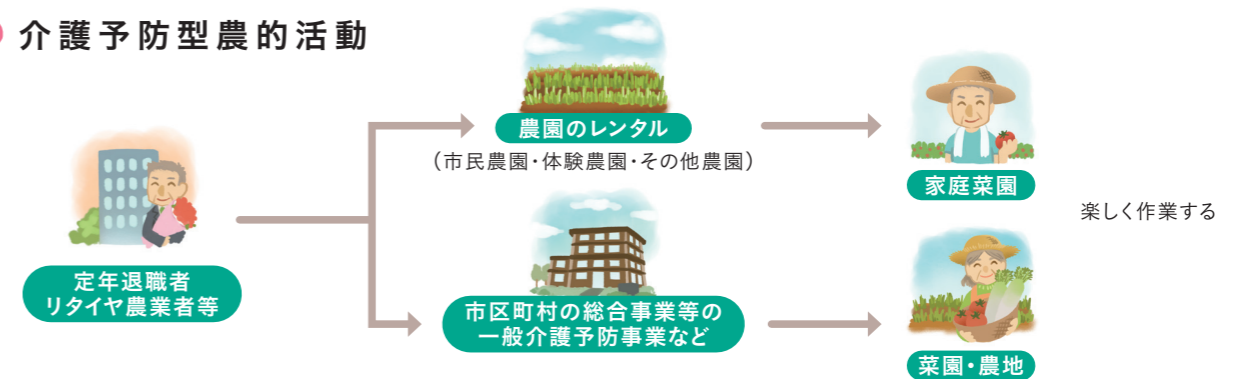 介護予防型農的活動
農園のレンタル
（市民農園・体験農園・その他農園）
家庭菜園
楽しく作業する
定年退職者
リタイヤ農業者等
市区町村の総合事業等の
一般介護予防事業など
菜園・農地